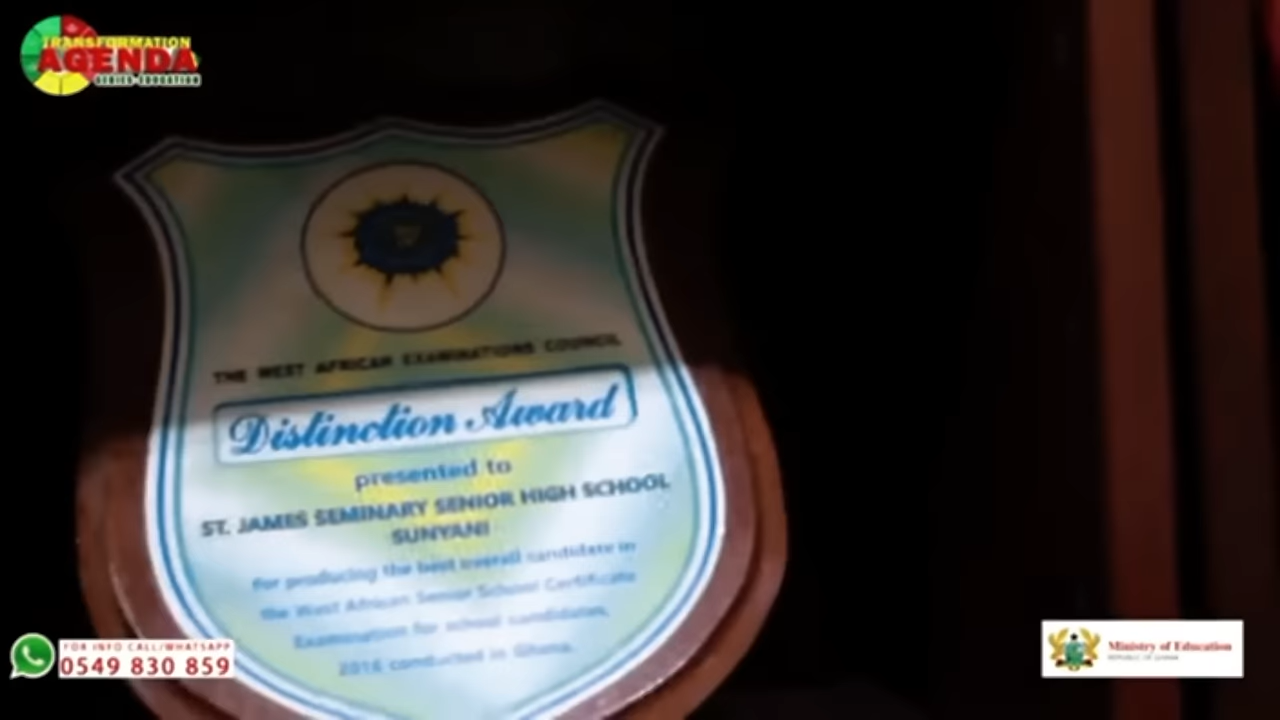 TRANSFORMATION
AGENDA
SERIES-EDUCATION
THE WEST AFRICAN EXAMINATIONS COUNCIL
Distinction Award
presented to
ST. JAMES SEMINARY SENIOR HIGH SCHOOL
SUNYANI
for producing the best overall candidate in
the West African Senior School Certificate
Examination for school candidates,
2016 conducted in Ghana.
FOR INFO CALL/WHATSAPP
0549 830 859
Ministry of Education
REPUBLIC OF GHANA